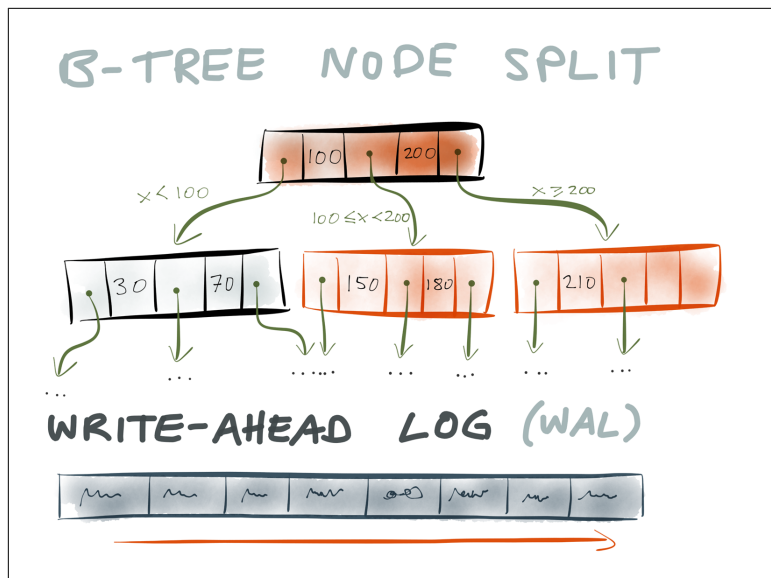 B-TREE NODE SPLIT
100 200
x < 100
100 ≤ x < 200
x ≥ 200
30 70
150 180
210
... ... ...... ... ... ... ...
WRITE-AHEAD LOG (WAL)